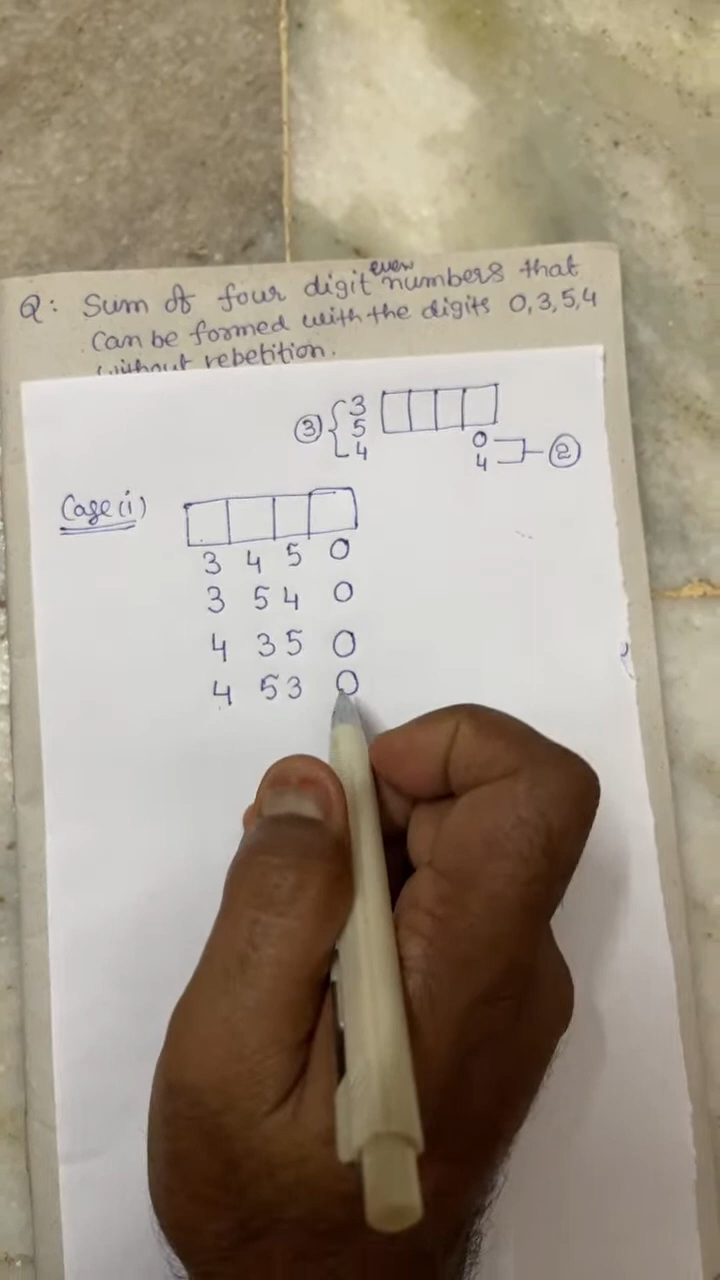 Q: Sum of four digit even numbers that
can be formed with the digits 0,3,5,4
without rebetition.
③ { 3
5
4
0
4 ②
Case (i)
3 4 5 0
3 5 4 0
4 3 5 0
4 5 3 0